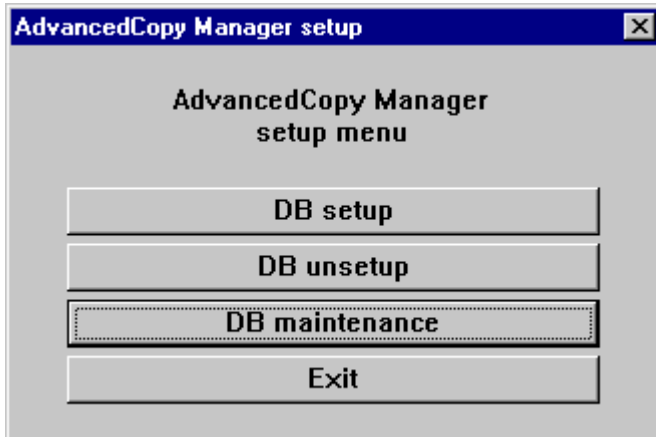 AdvancedCopy Manager setup
AdvancedCopy Manager
setup menu
DB setup
DB unsetup
DB maintenance
Exit